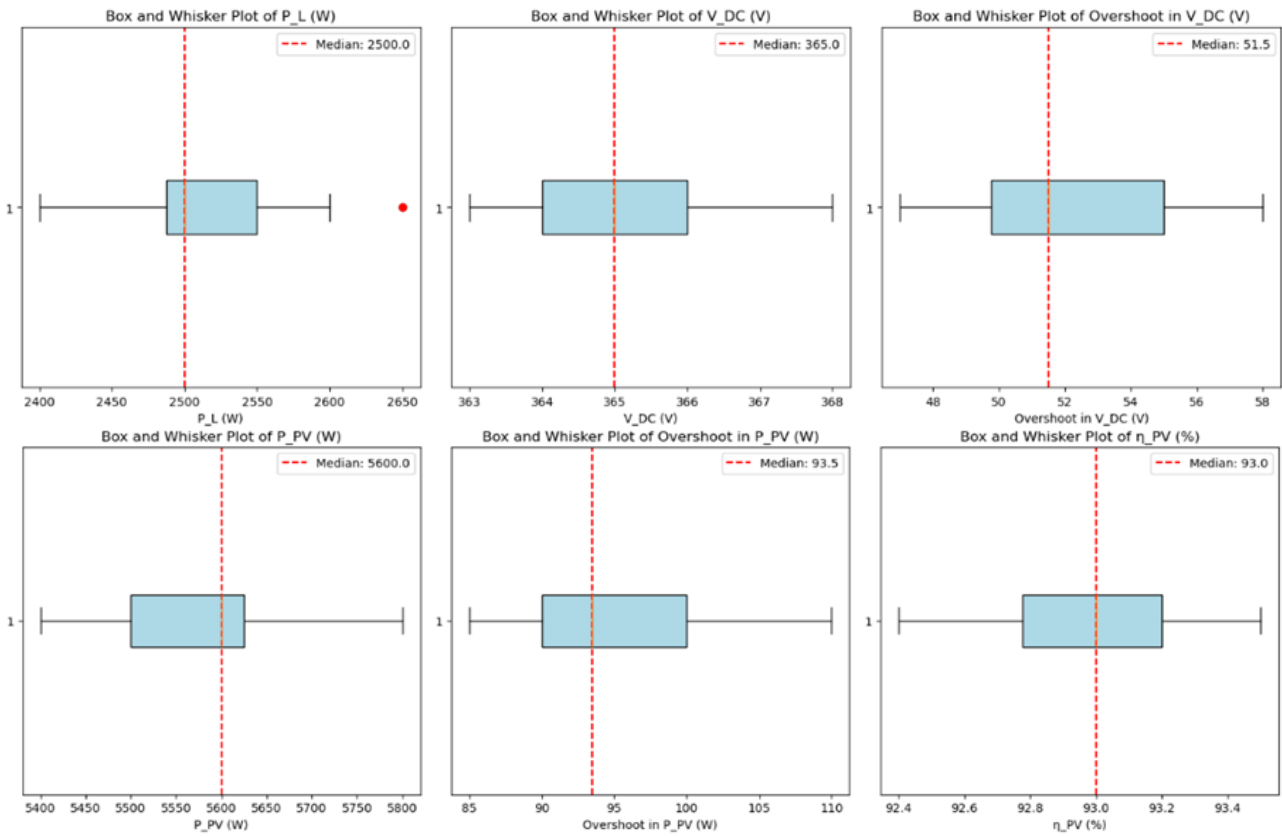 Box and Whisker Plot of P_L (W)
Median: 2500.0
1
2400 2450 2500 2550 2600 2650
P_L (W)
Box and Whisker Plot of V_DC (V)
Median: 365.0
1
363 364 365 366 367 368
V_DC (V)
Box and Whisker Plot of Overshoot in V_DC (V)
Median: 51.5
1
48 50 52 54 56 58
Overshoot in V_DC (V)
Box and Whisker Plot of P_PV (W)
Median: 5600.0
1
5400 5450 5500 5550 5600 5650 5700 5750 5800
P_PV (W)
Box and Whisker Plot of Overshoot in P_PV (W)
Median: 93.5
1
85 90 95 100 105 110
Overshoot in P_PV (W)
Box and Whisker Plot of η_PV (%)
Median: 93.0
1
92.4 92.6 92.8 93.0 93.2 93.4
η_PV (%)